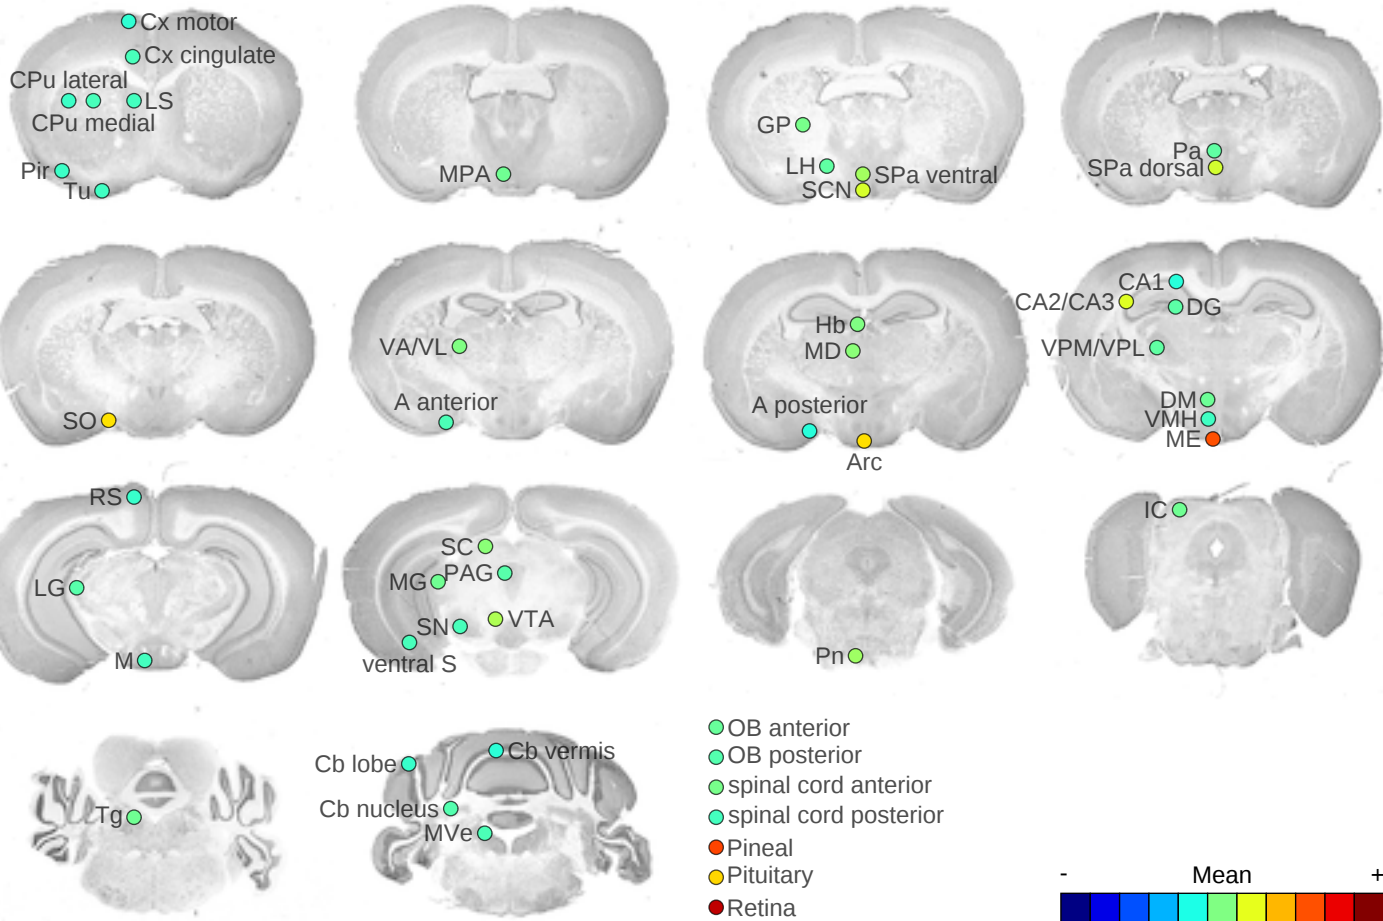 Cx motor
Cx cingulate
CPu lateral
LS
CPu medial
Pir
Tu
MPA
GP
LH
SPa ventral
SCN
Pa
SPa dorsal
SO
VA/VL
A anterior
Hb
MD
A posterior
Arc
CA1
CA2/CA3
DG
VPM/VPL
DM
VMH
ME
RS
LG
M
SC
PAG
MG
VTA
SN
ventral S
Pn
IC
Tg
Cb vermis
Cb lobe
Cb nucleus
MVe
OB anterior
OB posterior
spinal cord anterior
spinal cord posterior
Pineal
Pituitary
Retina
- Mean +